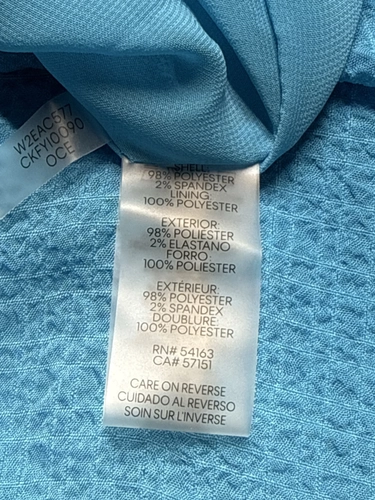 W2EAC577
CKFYI0090
OCE
SHELL:
98% POLYESTER
2% SPANDEX
LINING:
100% POLYESTER
EXTERIOR:
98% POLIESTER
2% ELASTANO
FORRO:
100% POLIESTER
EXTÉRIEUR:
98% POLYESTER
2% SPANDEX
DOUBLURE:
100% POLYESTER
RN# 54163
CA# 57151
CARE ON REVERSE
CUIDADO AL REVERSO
SOIN SUR L'INVERSE